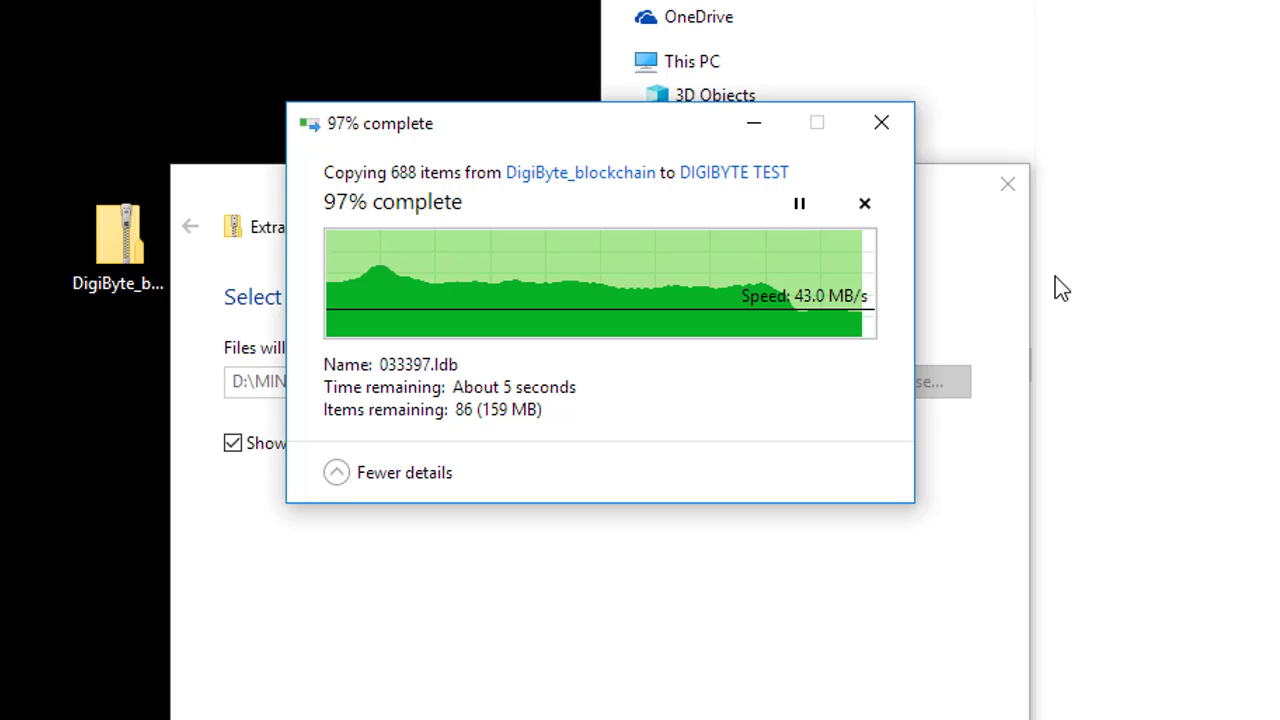 OneDrive
This PC
3D Objects
97% complete
Copying 688 items from DigiByte_blockchain to DIGIBYTE TEST
97% complete
Speed: 43.0 MB/s
Name: 033397.ldb
Time remaining: About 5 seconds
Items remaining: 86 (159 MB)
Fewer details
DigiByte_b...
Extra
Select
Files will
D:\MIN
se...
Show